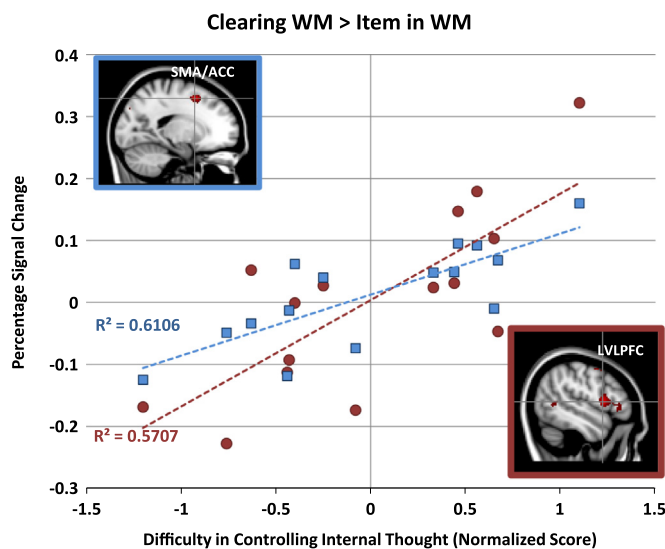 Clearing WM > Item in WM
0.4
SMA/ACC
0.3
0.2
0.1
0
R² = 0.6106
-0.1
LVLPFC
-0.2
R² = 0.5707
-0.3
-1.5 -1 -0.5 0 0.5 1 1.5
Percentage Signal Change
Difficulty in Controlling Internal Thought (Normalized Score)